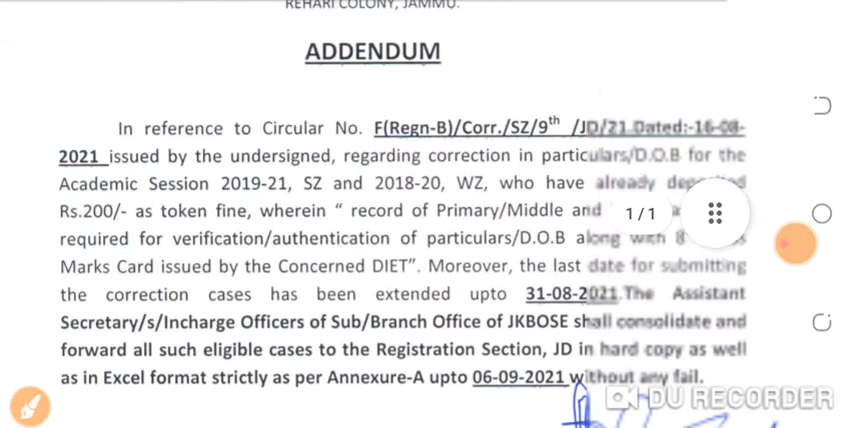 REHARI COLONY, JAMMU.
ADDENDUM
In reference to Circular No. F(Regn-B)/Corr./SZ/9th /JD/21 Dated:-16-08-
2021 issued by the undersigned, regarding correction in particulars/D.O.B for the
Academic Session 2019-21, SZ and 2018-20, WZ, who have already deposited
Rs.200/- as token fine, wherein “ record of Primary/Middle and
1 / 1
required for verification/authentication of particulars/D.O.B along with 8
Marks Card issued by the Concerned DIET”. Moreover, the last date for submitting
the correction cases has been extended upto 31-08-2021.The Assistant
Secretary/s/Incharge Officers of Sub/Branch Office of JKBOSE shall consolidate and
forward all such eligible cases to the Registration Section, JD in hard copy as well
as in Excel format strictly as per Annexure-A upto 06-09-2021 without any fail.
DU RECORDER